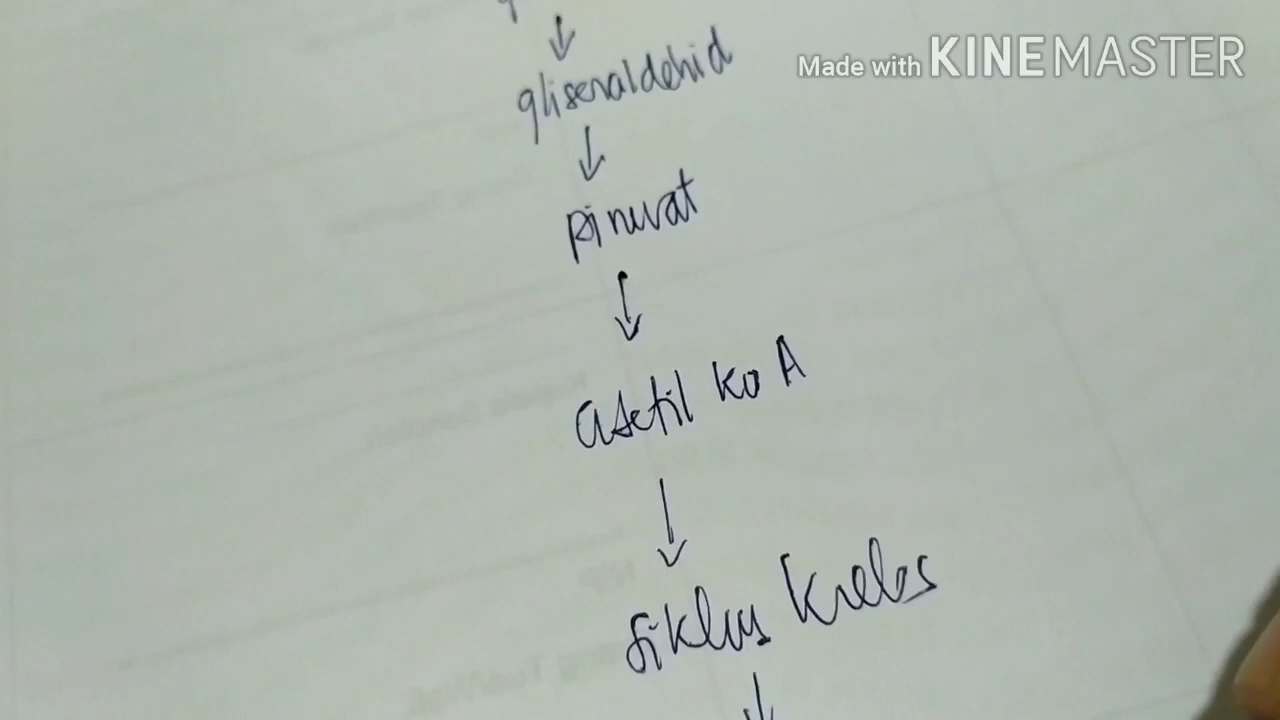 Made with KINEMASTER
↓
gliseraldehid
↓
Piruvat
↓
asetil ko A
↓
Siklus Krebs
↓